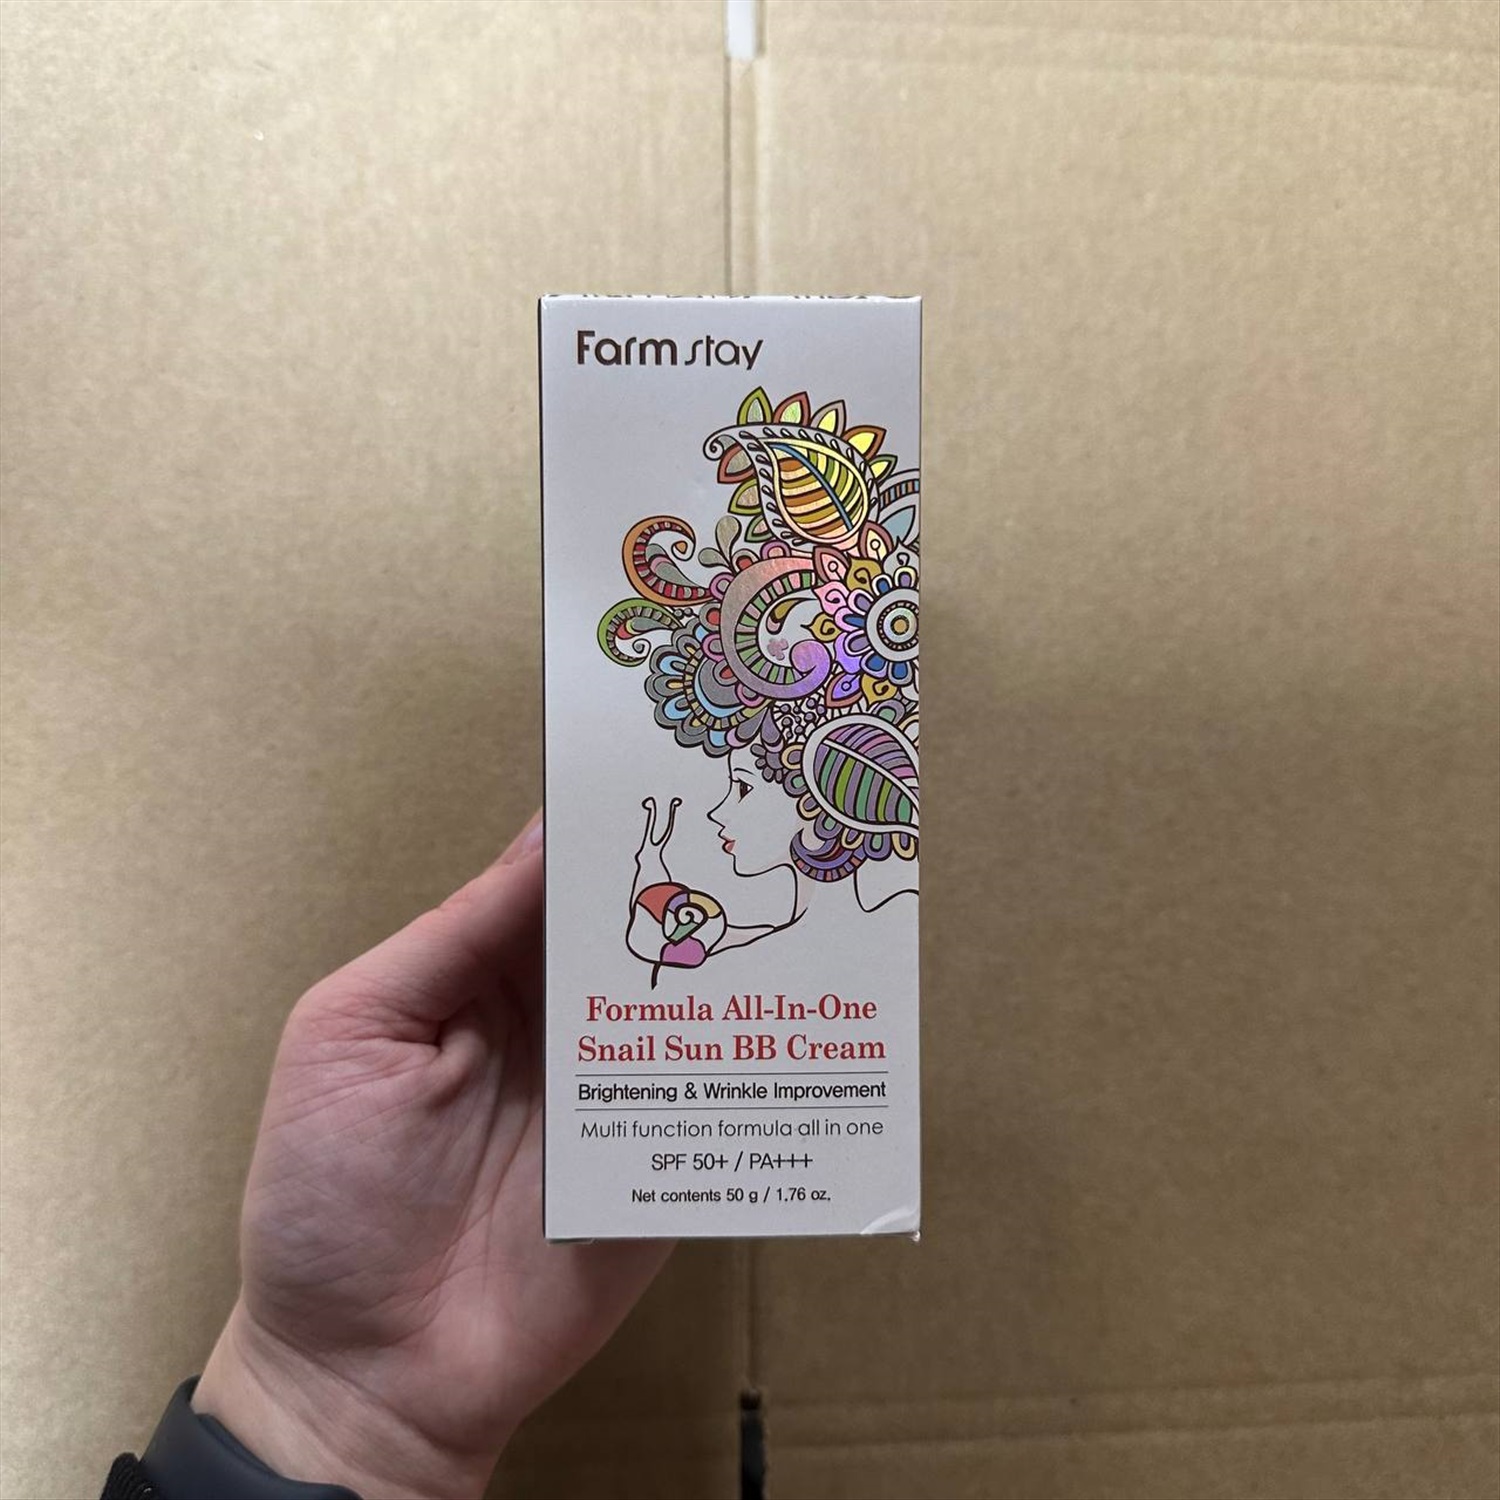 Farm stay
Formula All-In-One
Snail Sun BB Cream
Brightening & Wrinkle Improvement
Multi function formula all in one
SPF 50+ / PA+++
Net contents 50 g / 1.76 oz.